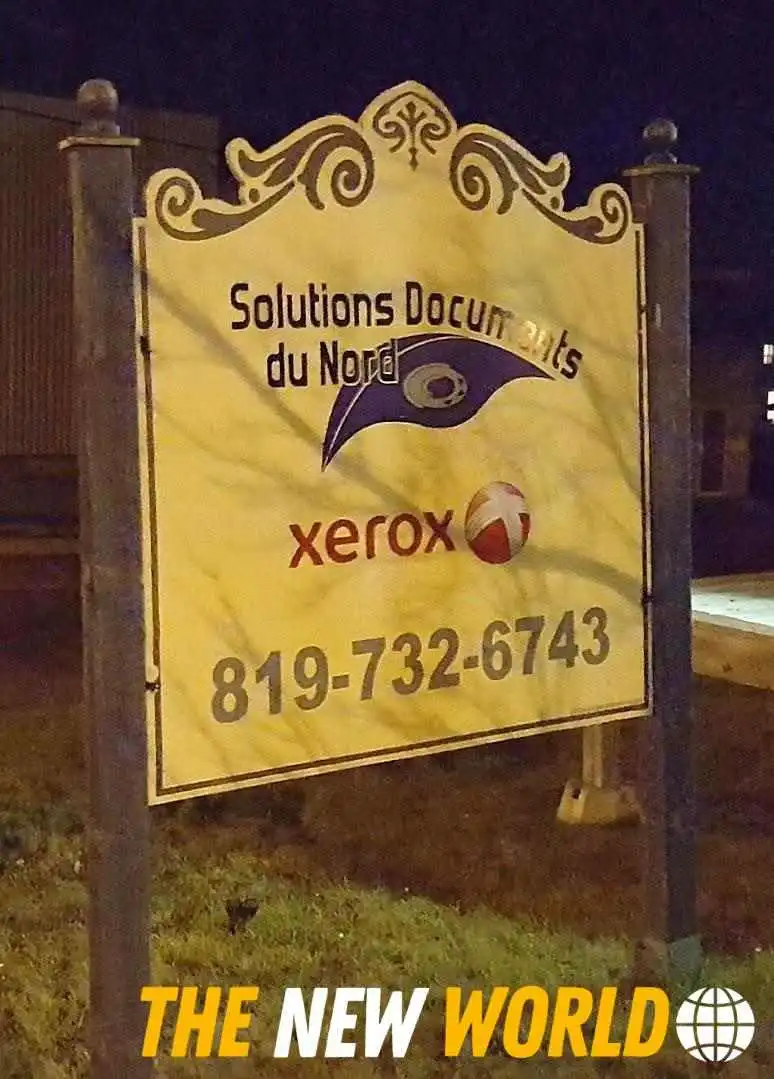 Solutions Documents
du Nord
xerox
819-732-6743
THE NEW WORLD